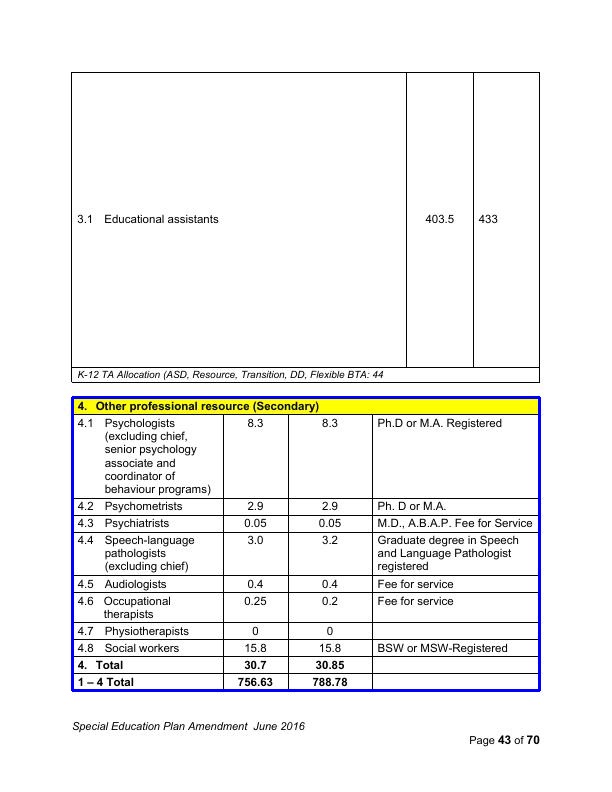 3.1 Educational assistants 403.5 433
K-12 TA Allocation (ASD, Resource, Transition, DD, Flexible BTA: 44
4. Other professional resource (Secondary)
4.1 Psychologists 8.3 8.3 Ph.D or M.A. Registered
(excluding chief,
senior psychology
associate and
coordinator of
behaviour programs)
4.2 Psychometrists 2.9 2.9 Ph. D or M.A.
4.3 Psychiatrists 0.05 0.05 M.D., A.B.A.P. Fee for Service
4.4 Speech-language 3.0 3.2 Graduate degree in Speech
pathologists and Language Pathologist
(excluding chief) registered
4.5 Audiologists 0.4 0.4 Fee for service
4.6 Occupational 0.25 0.2 Fee for service
therapists
4.7 Physiotherapists 0 0
4.8 Social workers 15.8 15.8 BSW or MSW-Registered
4. Total 30.7 30.85
1 – 4 Total 756.63 788.78
Special Education Plan Amendment June 2016
Page 43 of 70